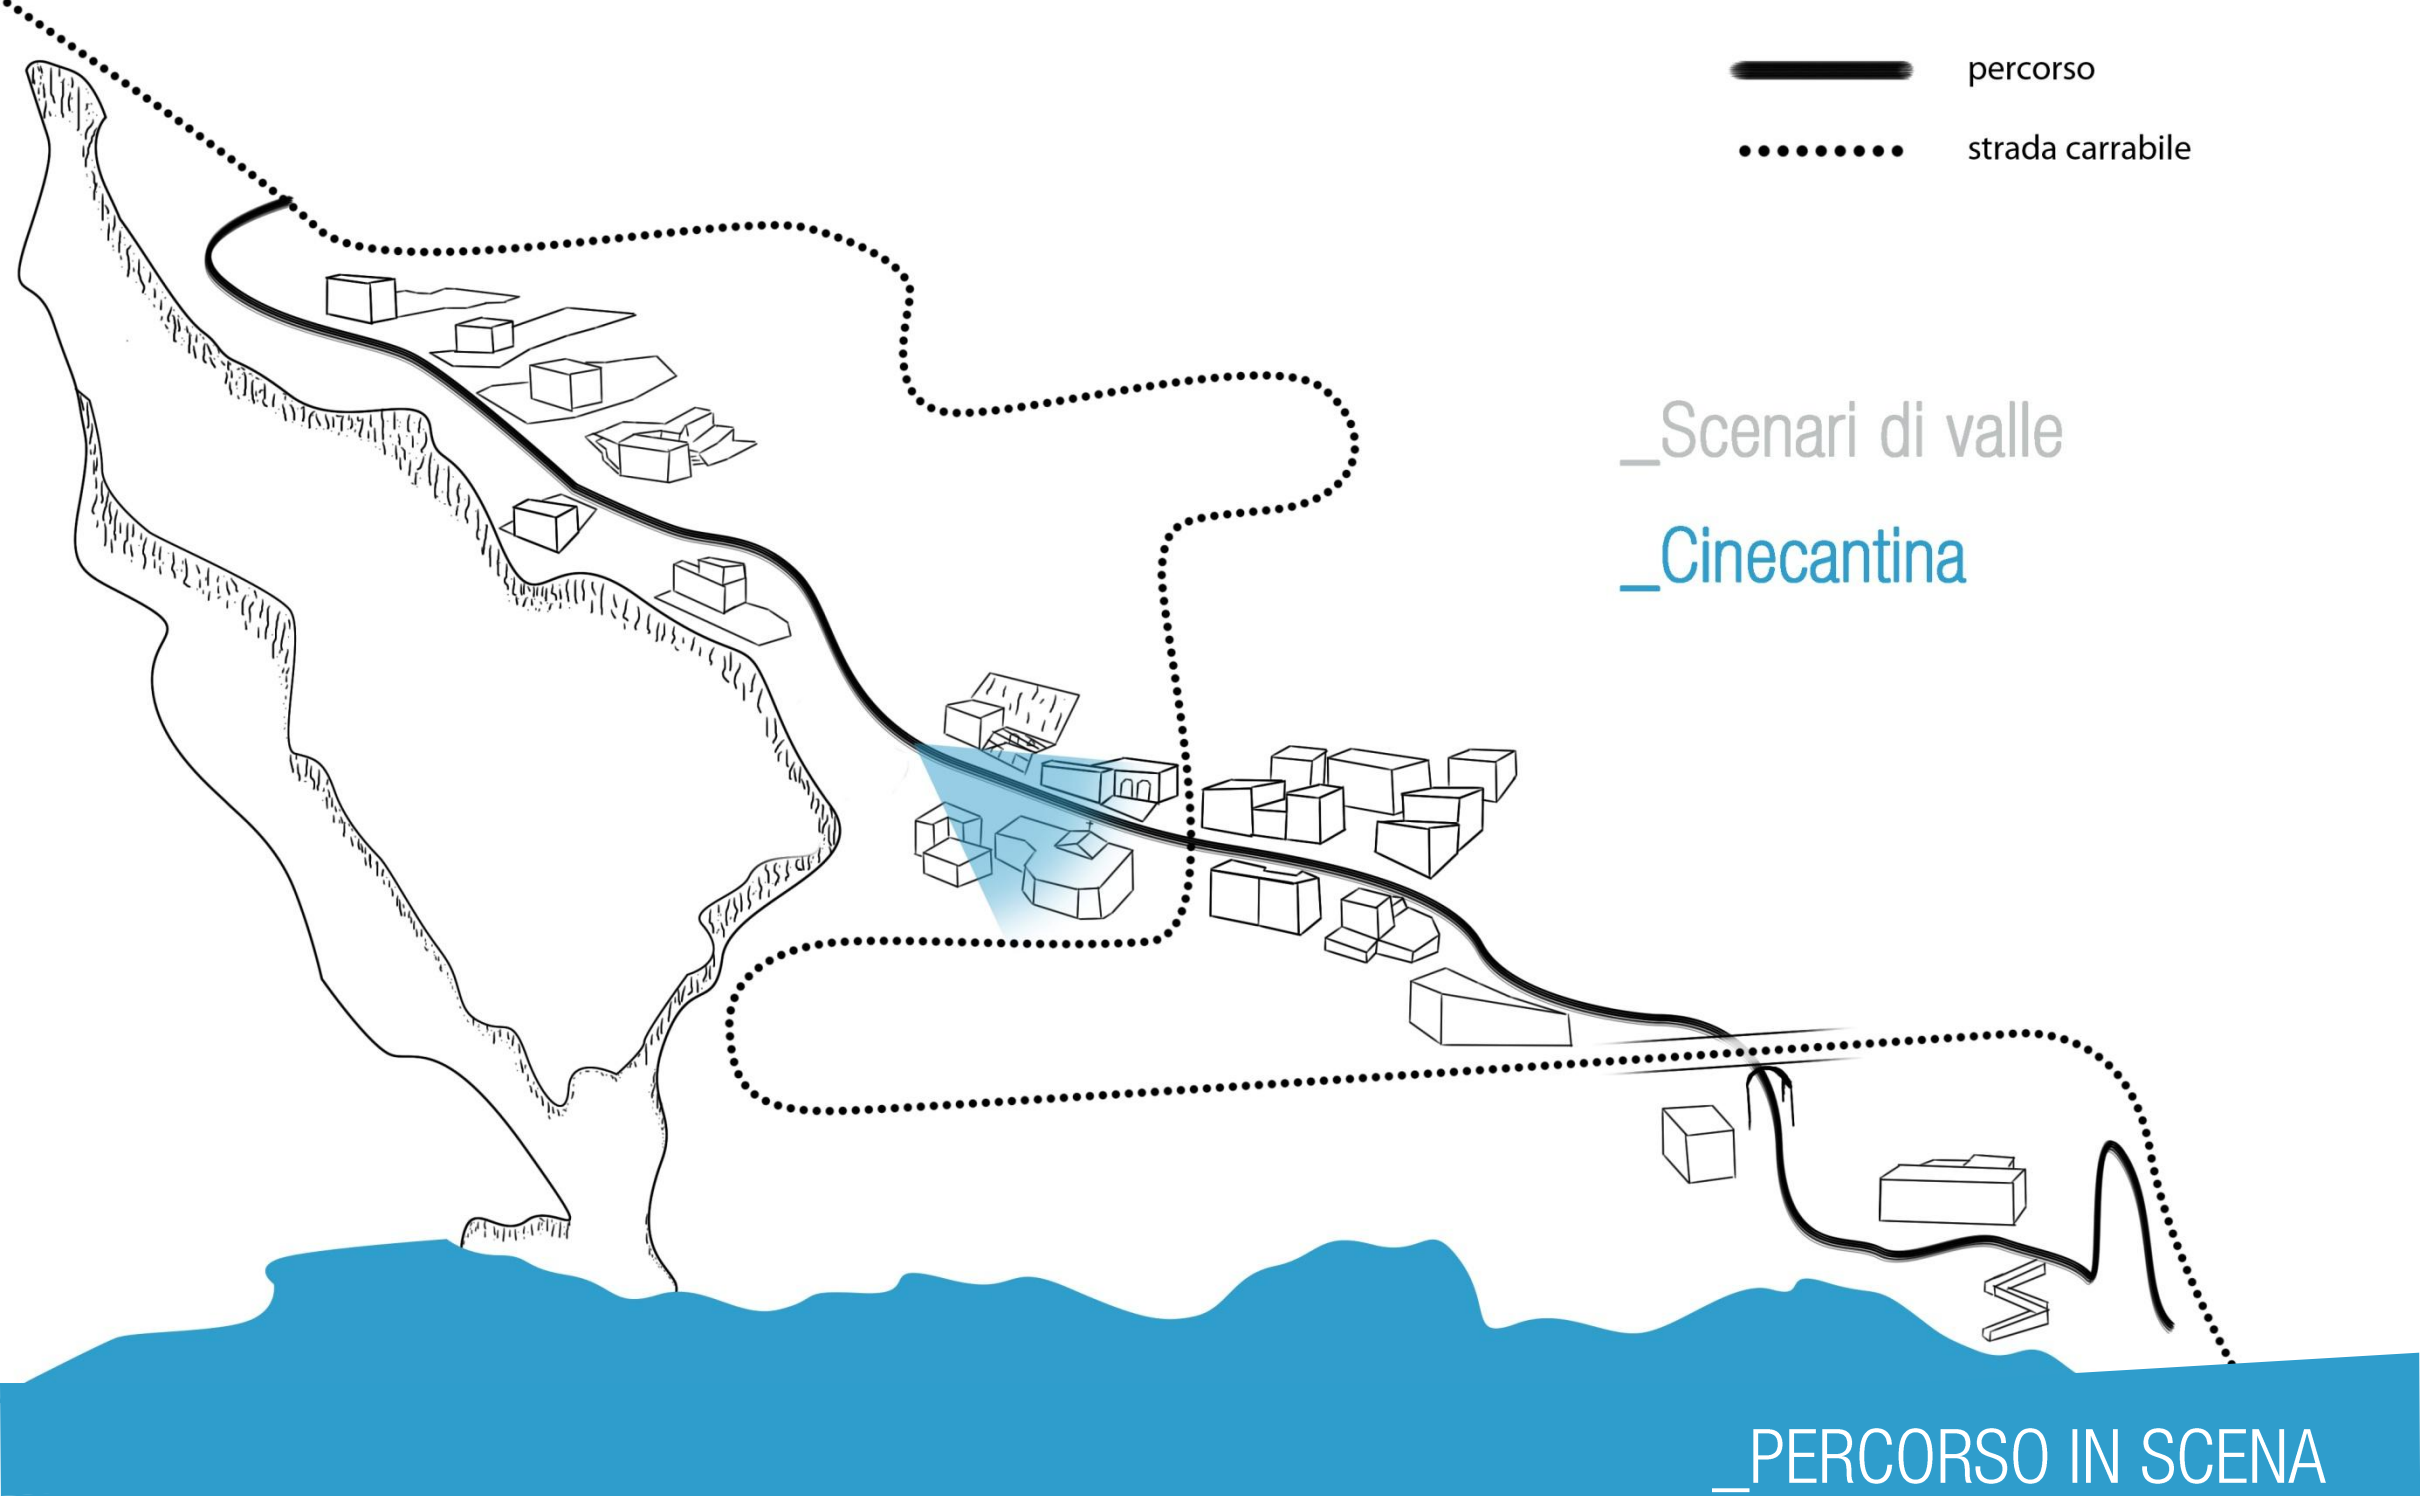 percorso
strada carrabile
_Scenari di valle
_Cinecantina
_PERCORSO IN SCENA